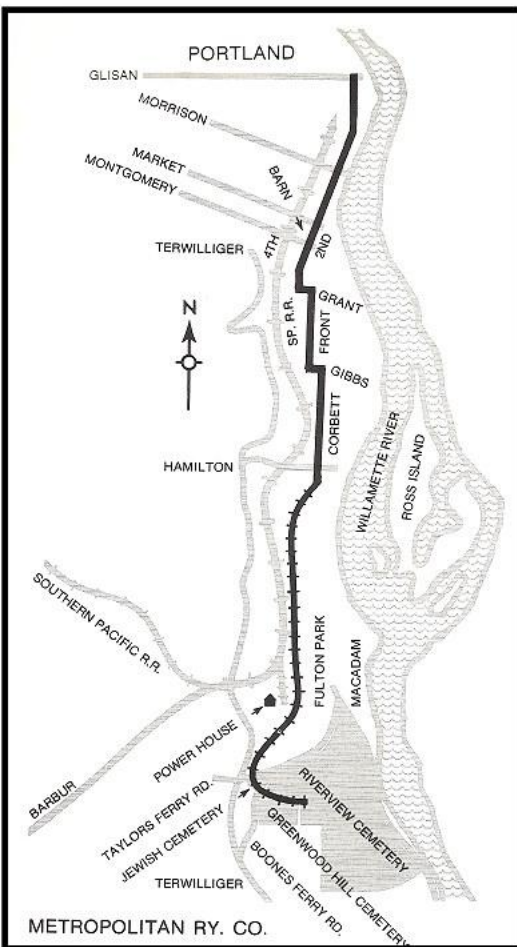 PORTLAND
GLISAN
MORRISON
MARKET
MONTGOMERY
BARN
TERWILLIGER
4TH
2ND
N
SP. R.R.
GRANT
FRONT
GIBBS
CORBETT
WILLAMETTE RIVER
ROSS ISLAND
HAMILTON
SOUTHERN PACIFIC R.R.
FULTON PARK
MACADAM
POWER HOUSE
BARBUR
TAYLORS FERRY RD.
JEWISH CEMETERY
RIVERVIEW CEMETERY
GREENWOOD HILL CEMETERY
BOONES FERRY RD.
TERWILLIGER
METROPOLITAN RY. CO.